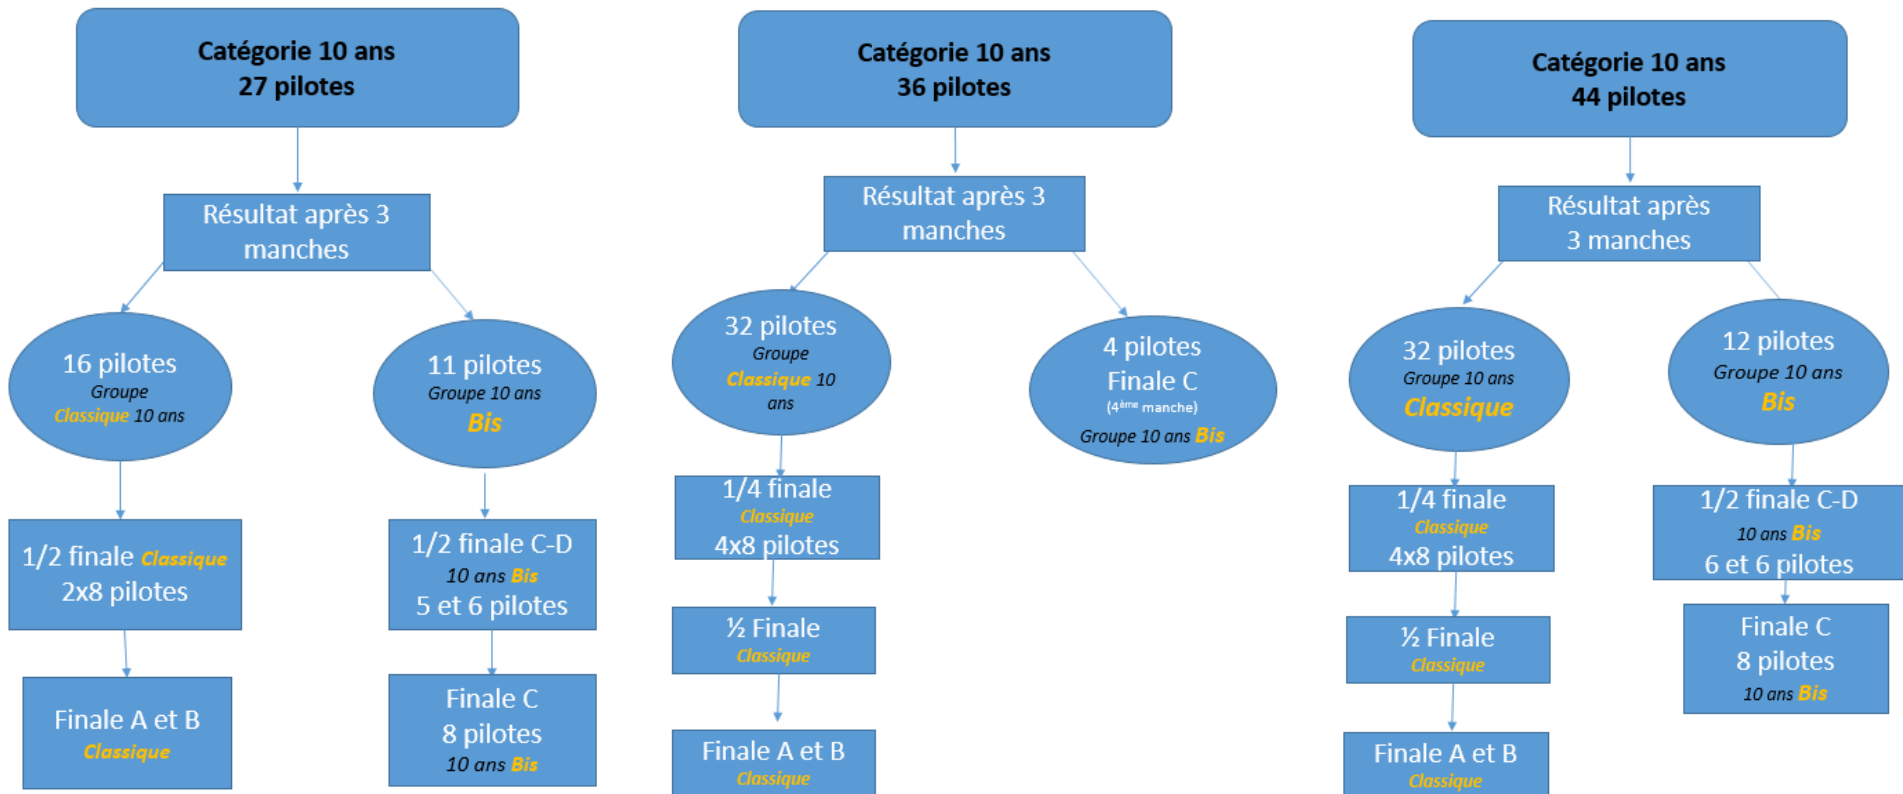 Catégorie 10 ans
27 pilotes
Résultat après 3
manches
16 pilotes
Groupe
Classique 10 ans
11 pilotes
Groupe 10 ans
Bis
1/2 finale Classique
2x8 pilotes
1/2 finale C-D
10 ans Bis
5 et 6 pilotes
Finale A et B
Classique
Finale C
8 pilotes
10 ans Bis
Catégorie 10 ans
36 pilotes
Résultat après 3
manches
32 pilotes
Groupe
Classique 10
ans
4 pilotes
Finale C
(4ème manche)
Groupe 10 ans Bis
1/4 finale
Classique
4x8 pilotes
½ Finale
Classique
Finale A et B
Classique
Catégorie 10 ans
44 pilotes
Résultat après
3 manches
32 pilotes
Groupe 10 ans
Classique
12 pilotes
Groupe 10 ans
Bis
1/4 finale
Classique
4x8 pilotes
1/2 finale C-D
10 ans Bis
6 et 6 pilotes
½ Finale
Classique
Finale C
8 pilotes
10 ans Bis
Finale A et B
Classique